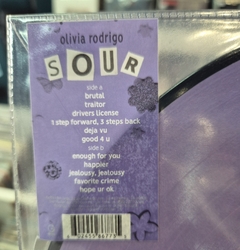 olivia rodrigo
SOUR
side a
brutal
traitor
drivers license
1 step forward, 3 steps back
deja vu
good 4 u
side b
enough for you
happier
jealousy, jealousy
favorite crime
hope ur ok